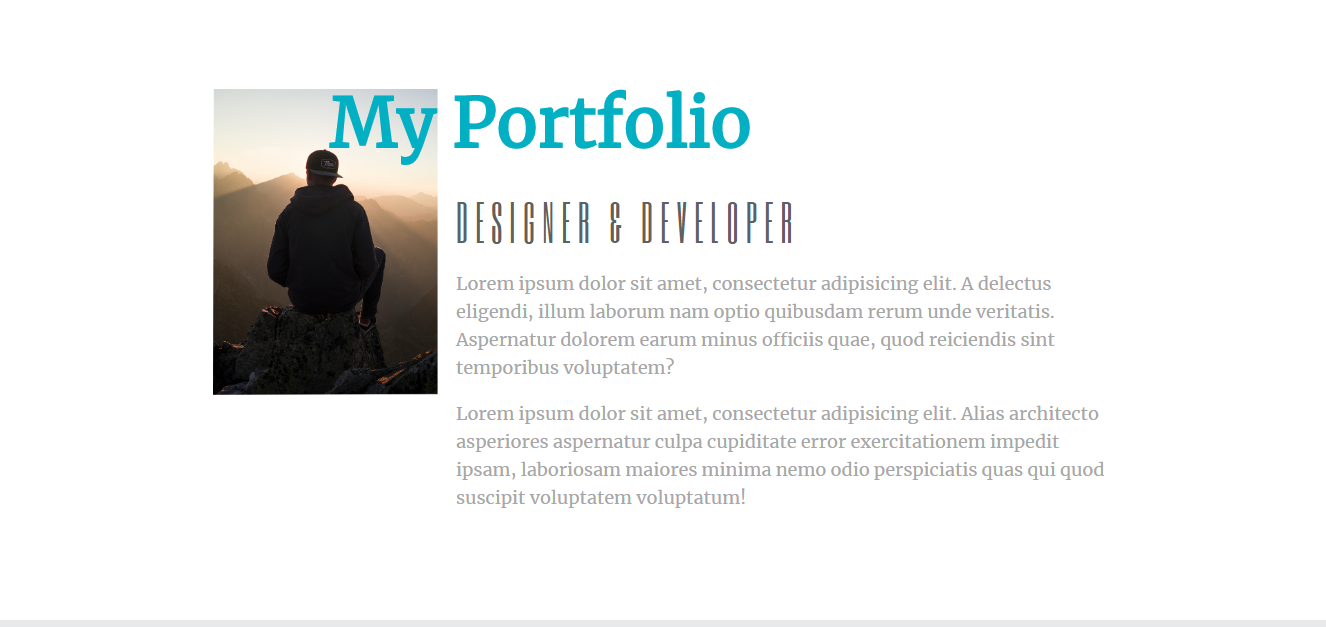 My Portfolio
DESIGNER & DEVELOPER
Lorem ipsum dolor sit amet, consectetur adipisicing elit. A delectus
eligendi, illum laborum nam optio quibusdam rerum unde veritatis.
Aspernatur dolorem earum minus officiis quae, quod reiciendis sint
temporibus voluptatem?
Lorem ipsum dolor sit amet, consectetur adipisicing elit. Alias architecto
asperiores aspernatur culpa cupiditate error exercitationem impedit
ipsam, laboriosam maiores minima nemo odio perspiciatis quas qui quod
suscipit voluptatem voluptatum!